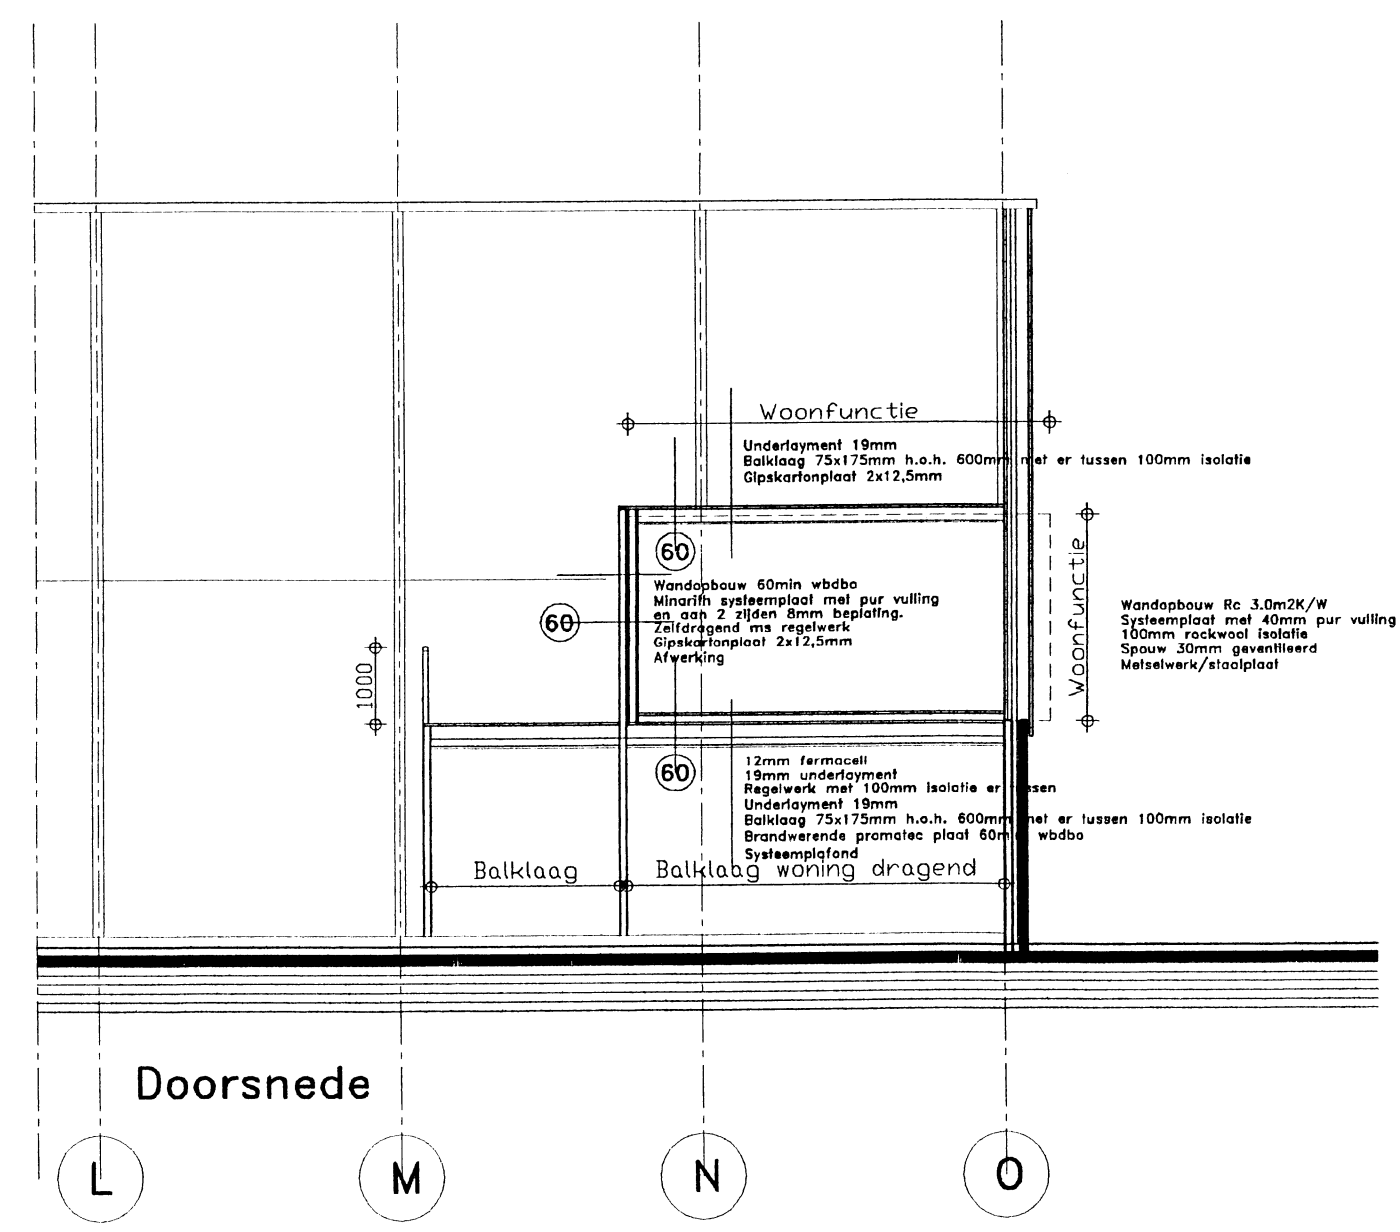 Woonfunctie
Underlayment 19mm
Balklaag 75x175mm h.o.h. 600mm met er tussen 100mm isolatie
Gipskartonplaat 2x12,5mm
60
Wandopbouw 60min wbdbo
Minarith systeemplaat met pur vulling
en aan 2 zijden 8mm beplating.
Zelfdragend ms regelwerk
Gipskartonplaat 2x12,5mm
Afwerking
60
1000
Woonfunctie
Wandopbouw Rc 3.0m2K/W
Systeemplaat met 40mm pur vulling
100mm rockwool isolatie
Spouw 30mm geventileerd
Metselwerk/staalplaat
60
12mm fermacell
19mm underlayment
Regelwerk met 100mm isolatie er tussen
Underlayment 19mm
Balklaag 75x175mm h.o.h. 600mm met er tussen 100mm isolatie
Brandwerende promatec plaat 60min wbdbo
Systeemplafond
Balklaag
Balklaag woning dragend
Doorsnede
L
M
N
O